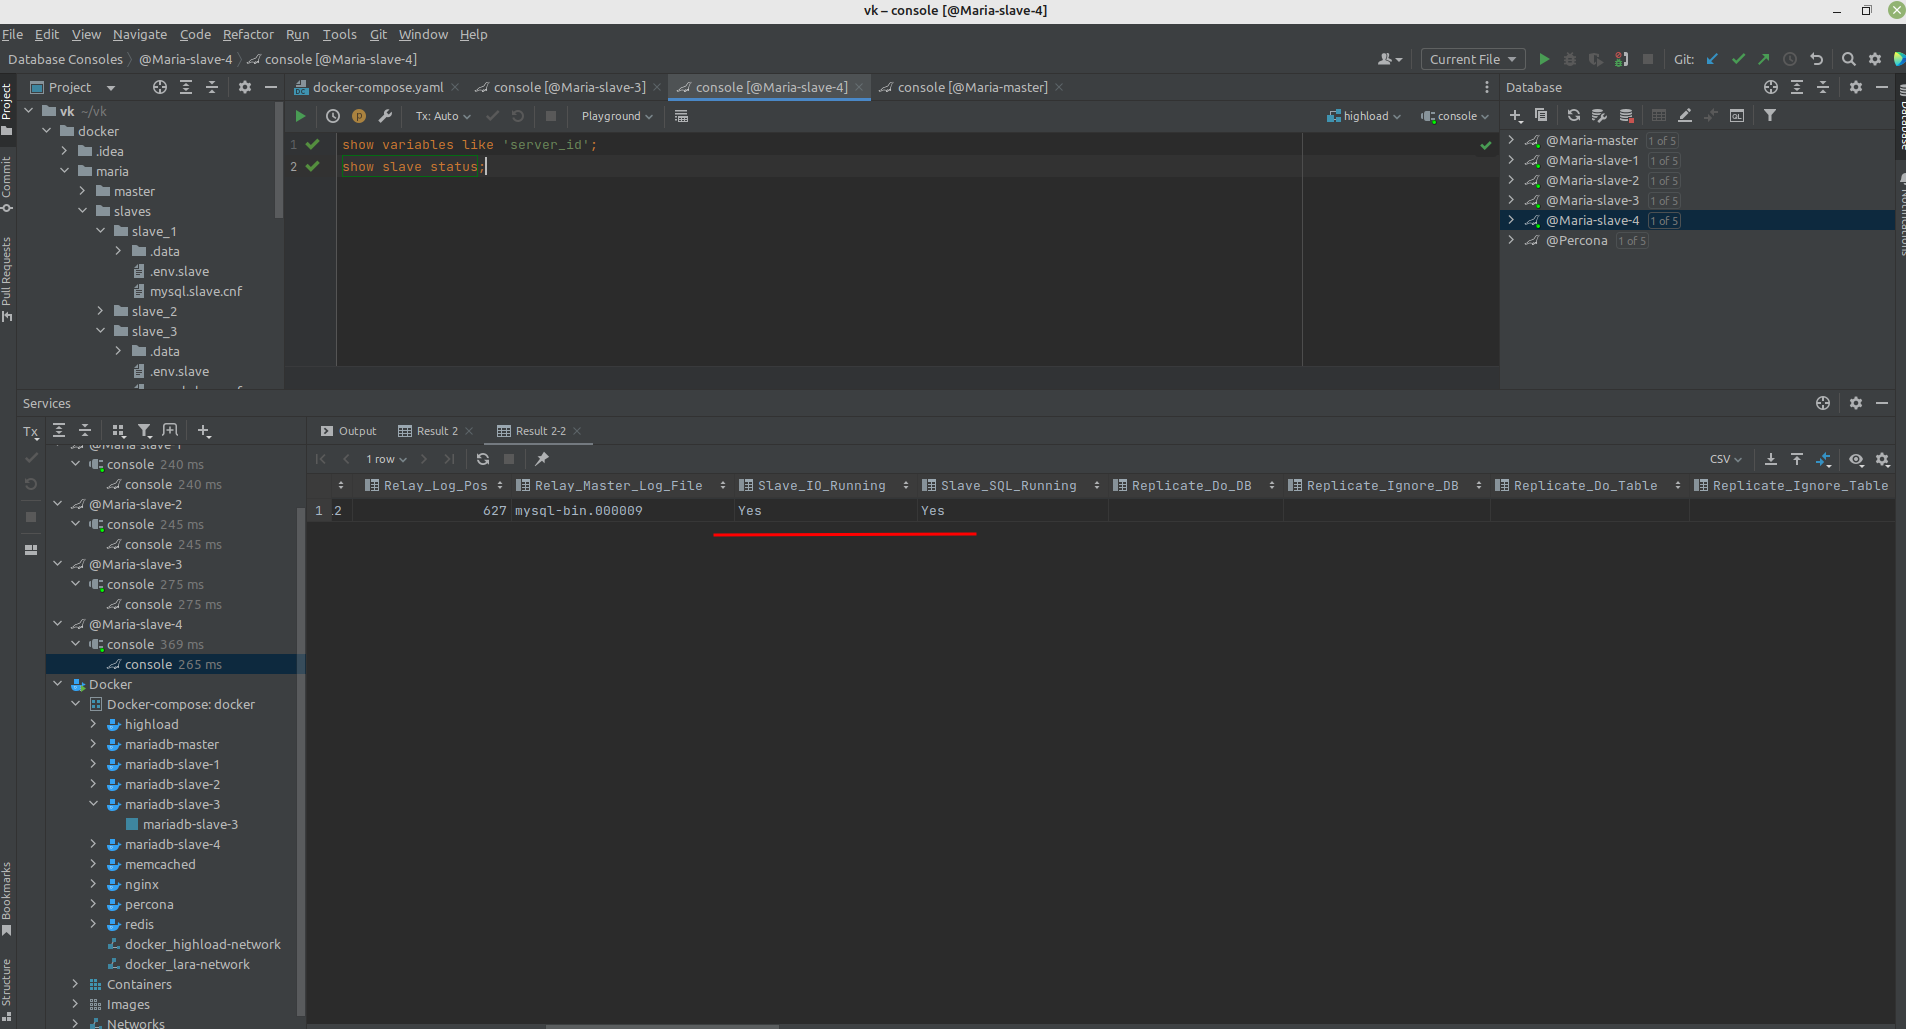 vk – console [@Maria-slave-4]
File Edit View Navigate Code Refactor Run Tools Git Window Help
Database Consoles @Maria-slave-4 console [@Maria-slave-4]
Current File
Git:
Project
docker-compose.yaml
console [@Maria-slave-3]
console [@Maria-slave-4]
console [@Maria-master]
Database
Tx: Auto
Playground
highload
console
1 show variables like 'server_id';
2 show slave status;
Project
Commit
Pull Requests
Bookmarks
Structure
Database
Notifications
vk ~/vk
docker
.idea
maria
master
slaves
slave_1
.data
.env.slave
mysql.slave.cnf
slave_2
slave_3
.data
.env.slave
@Maria-master 1 of 5
@Maria-slave-1 1 of 5
@Maria-slave-2 1 of 5
@Maria-slave-3 1 of 5
@Maria-slave-4 1 of 5
@Percona 1 of 5
Services
Tx
Output
Result 2
Result 2-2
1 row
CSV
Relay_Log_Pos Relay_Master_Log_File Slave_IO_Running Slave_SQL_Running Replicate_Do_DB Replicate_Ignore_DB Replicate_Do_Table Replicate_Ignore_Table
1 .2 627 mysql-bin.000009 Yes Yes
@Maria-slave-1
console 240 ms
console 240 ms
@Maria-slave-2
console 245 ms
console 245 ms
@Maria-slave-3
console 275 ms
console 275 ms
@Maria-slave-4
console 369 ms
console 265 ms
Docker
Docker-compose: docker
highload
mariadb-master
mariadb-slave-1
mariadb-slave-2
mariadb-slave-3
mariadb-slave-3
mariadb-slave-4
memcached
nginx
percona
redis
docker_highload-network
docker_lara-network
Containers
Images
Networks